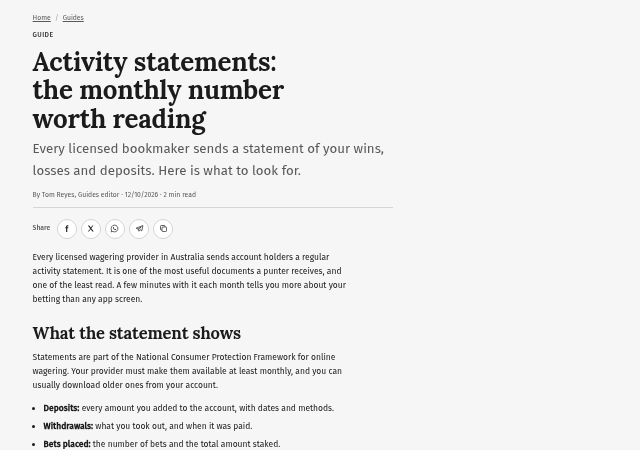 Home / Guides
GUIDE
Activity statements:
the monthly number
worth reading
Every licensed bookmaker sends a statement of your wins,
losses and deposits. Here is what to look for.
By Tom Reyes, Guides editor · 12/10/2026 · 2 min read
Share
Every licensed wagering provider in Australia sends account holders a regular
activity statement. It is one of the most useful documents a punter receives, and
one of the least read. A few minutes with it each month tells you more about your
betting than any app screen.
What the statement shows
Statements are part of the National Consumer Protection Framework for online
wagering. Your provider must make them available at least monthly, and you can
usually download older ones from your account.
• Deposits: every amount you added to the account, with dates and methods.
• Withdrawals: what you took out, and when it was paid.
• Bets placed: the number of bets and the total amount staked.